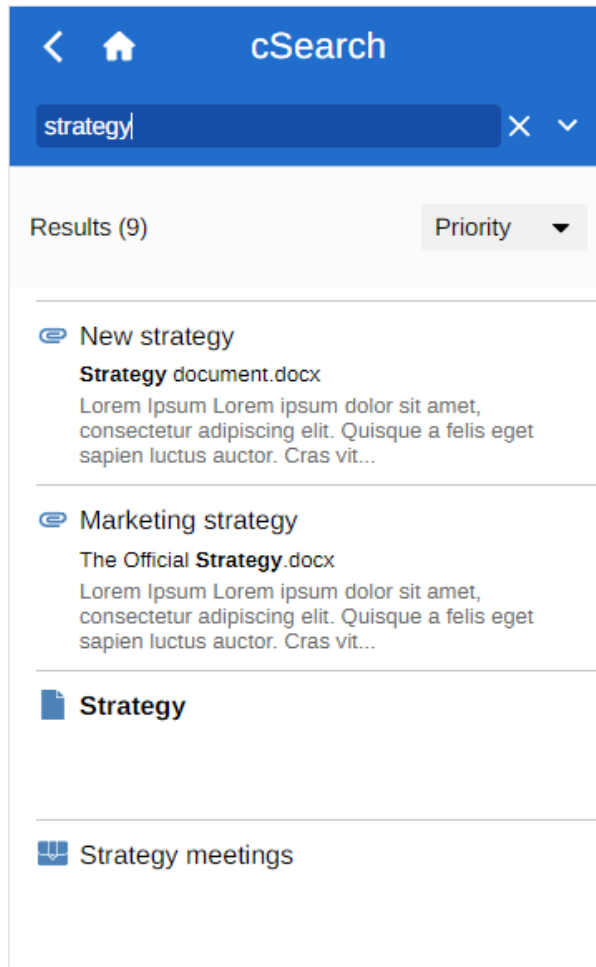 cSearch
strategy
Results (9)
Priority
New strategy
Strategy document.docx
Lorem Ipsum Lorem ipsum dolor sit amet,
consectetur adipiscing elit. Quisque a felis eget
sapien luctus auctor. Cras vit...
Marketing strategy
The Official Strategy.docx
Lorem Ipsum Lorem ipsum dolor sit amet,
consectetur adipiscing elit. Quisque a felis eget
sapien luctus auctor. Cras vit...
Strategy
Strategy meetings